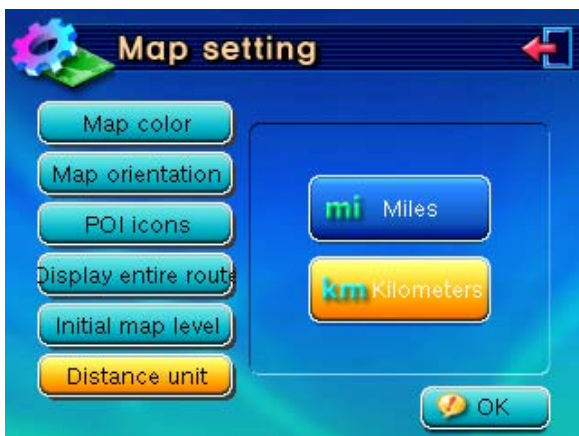 Map setting
Map color
Map orientation
POI icons
Display entire route
Initial map level
Distance unit
mi Miles
km Kilometers
OK